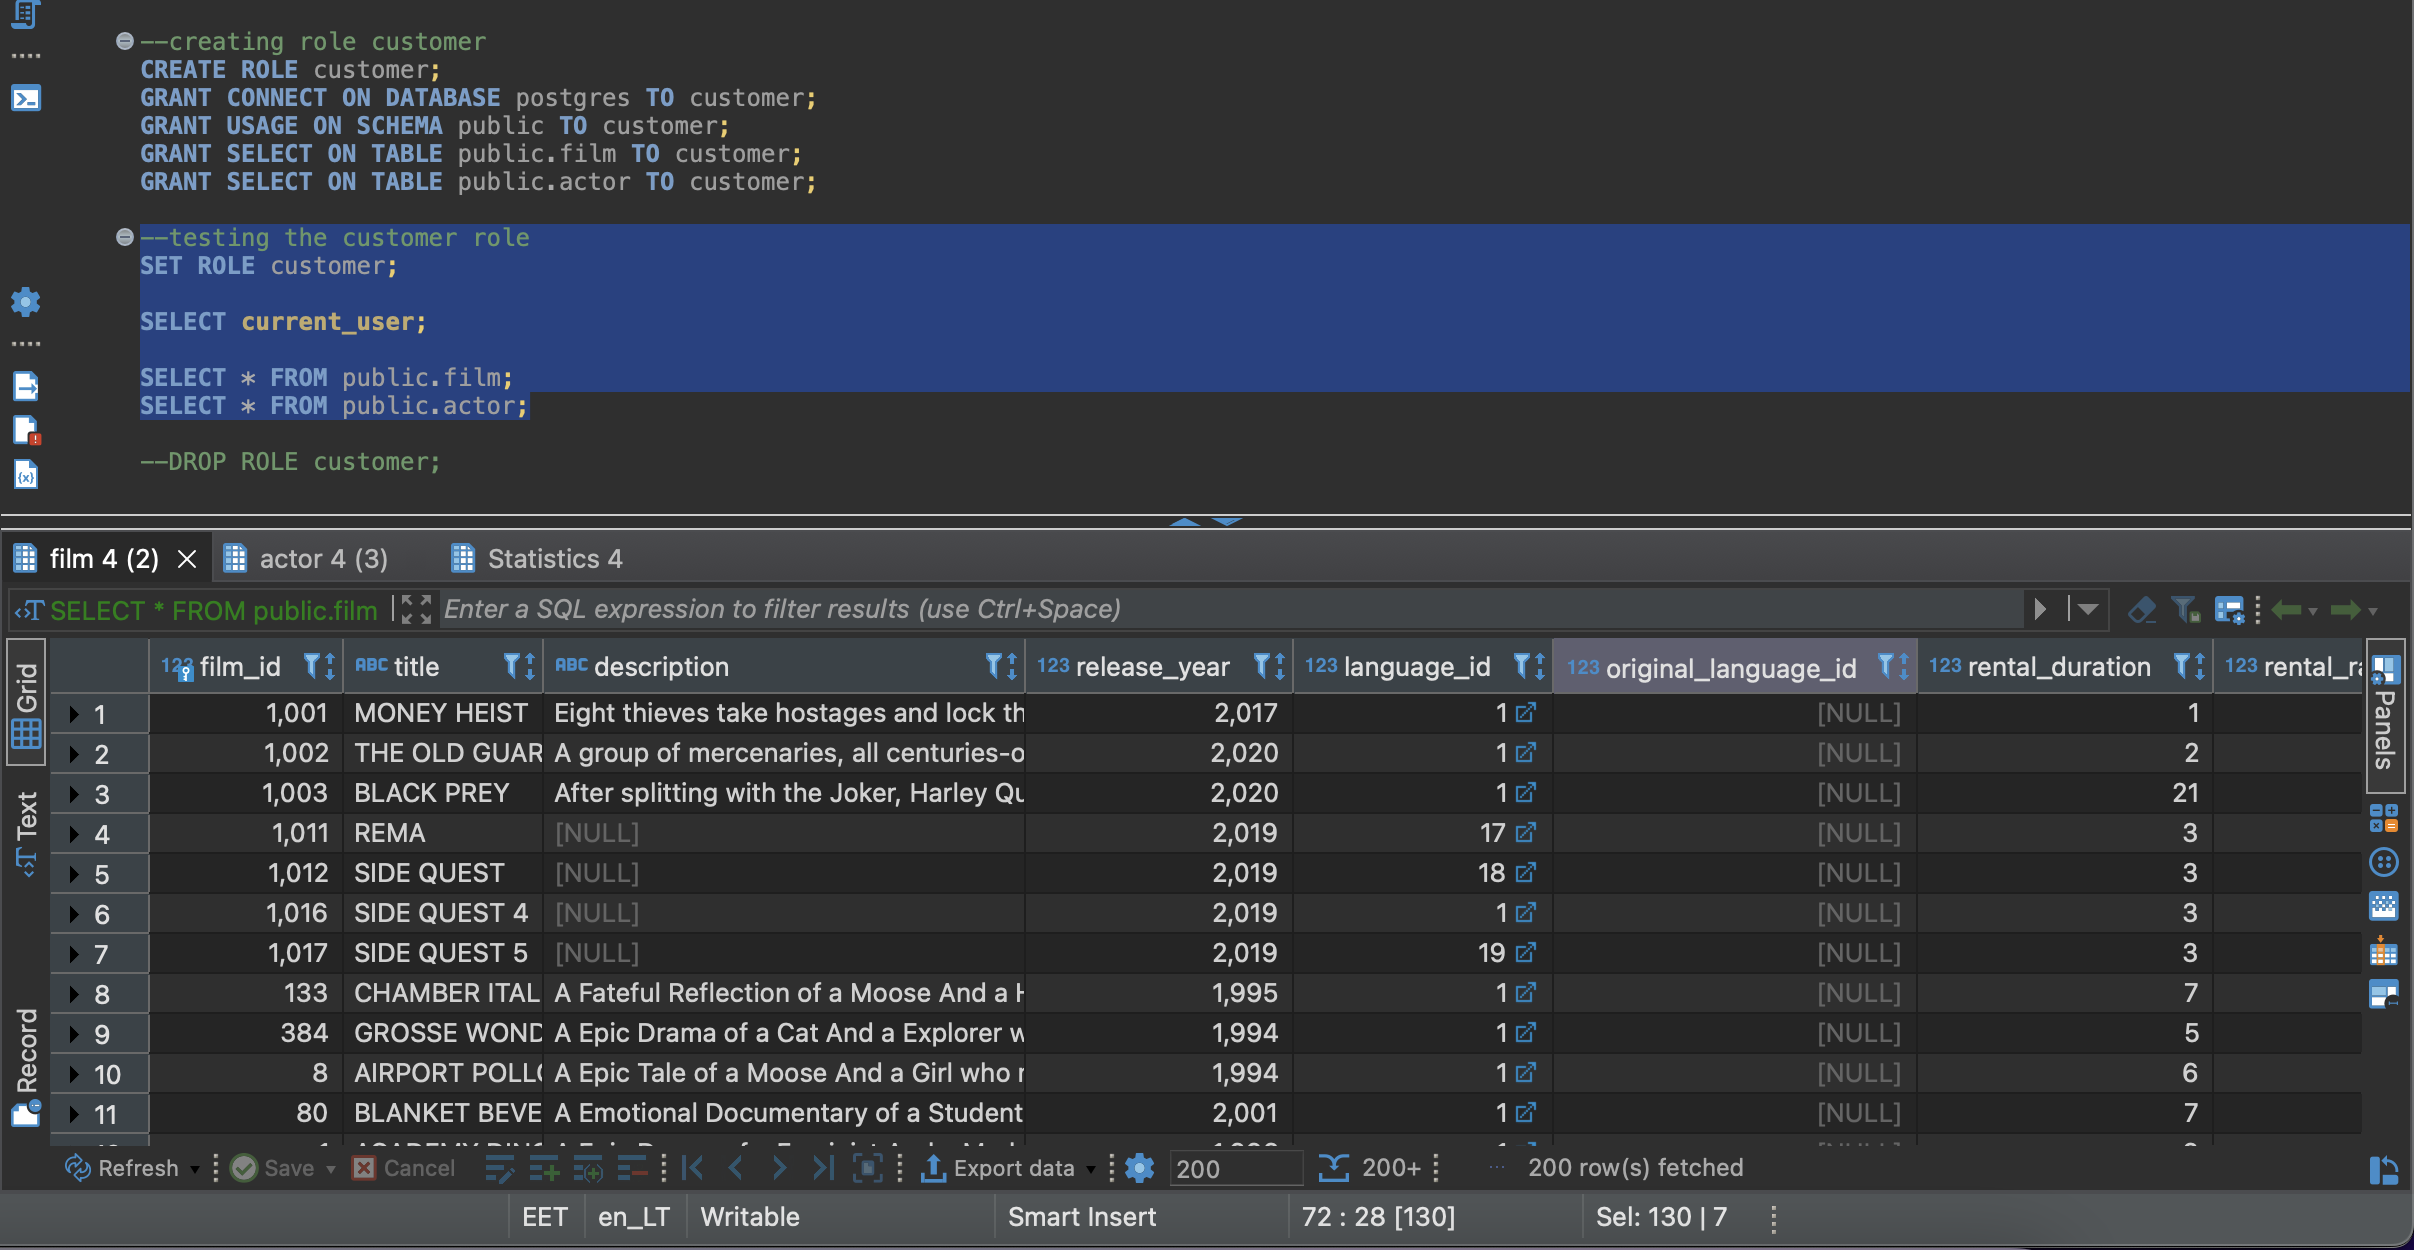 --creating role customer
CREATE ROLE customer;
GRANT CONNECT ON DATABASE postgres TO customer;
GRANT USAGE ON SCHEMA public TO customer;
GRANT SELECT ON TABLE public.film TO customer;
GRANT SELECT ON TABLE public.actor TO customer;
--testing the customer role
SET ROLE customer;
SELECT current_user;
SELECT * FROM public.film;
SELECT * FROM public.actor;
--DROP ROLE customer;
film 4 (2) actor 4 (3) Statistics 4
SELECT * FROM public.film Enter a SQL expression to filter results (use Ctrl+Space)
Grid
Text
Record
Panels
123 film_id ABC title ABC description 123 release_year 123 language_id 123 original_language_id 123 rental_duration 123 rental_ra
1 1,001 MONEY HEIST Eight thieves take hostages and lock th 2,017 1 [NULL] 1
2 1,002 THE OLD GUAR A group of mercenaries, all centuries-o 2,020 1 [NULL] 2
3 1,003 BLACK PREY After splitting with the Joker, Harley Qu 2,020 1 [NULL] 21
4 1,011 REMA [NULL] 2,019 17 [NULL] 3
5 1,012 SIDE QUEST [NULL] 2,019 18 [NULL] 3
6 1,016 SIDE QUEST 4 [NULL] 2,019 1 [NULL] 3
7 1,017 SIDE QUEST 5 [NULL] 2,019 19 [NULL] 3
8 133 CHAMBER ITAL A Fateful Reflection of a Moose And a H 1,995 1 [NULL] 7
9 384 GROSSE WOND A Epic Drama of a Cat And a Explorer w 1,994 1 [NULL] 5
10 8 AIRPORT POLLO A Epic Tale of a Moose And a Girl who r 1,994 1 [NULL] 6
11 80 BLANKET BEVE A Emotional Documentary of a Student 2,001 1 [NULL] 7
Refresh Save Cancel Export data 200 200+ 200 row(s) fetched
EET en_LT Writable Smart Insert 72 : 28 [130] Sel: 130 | 7